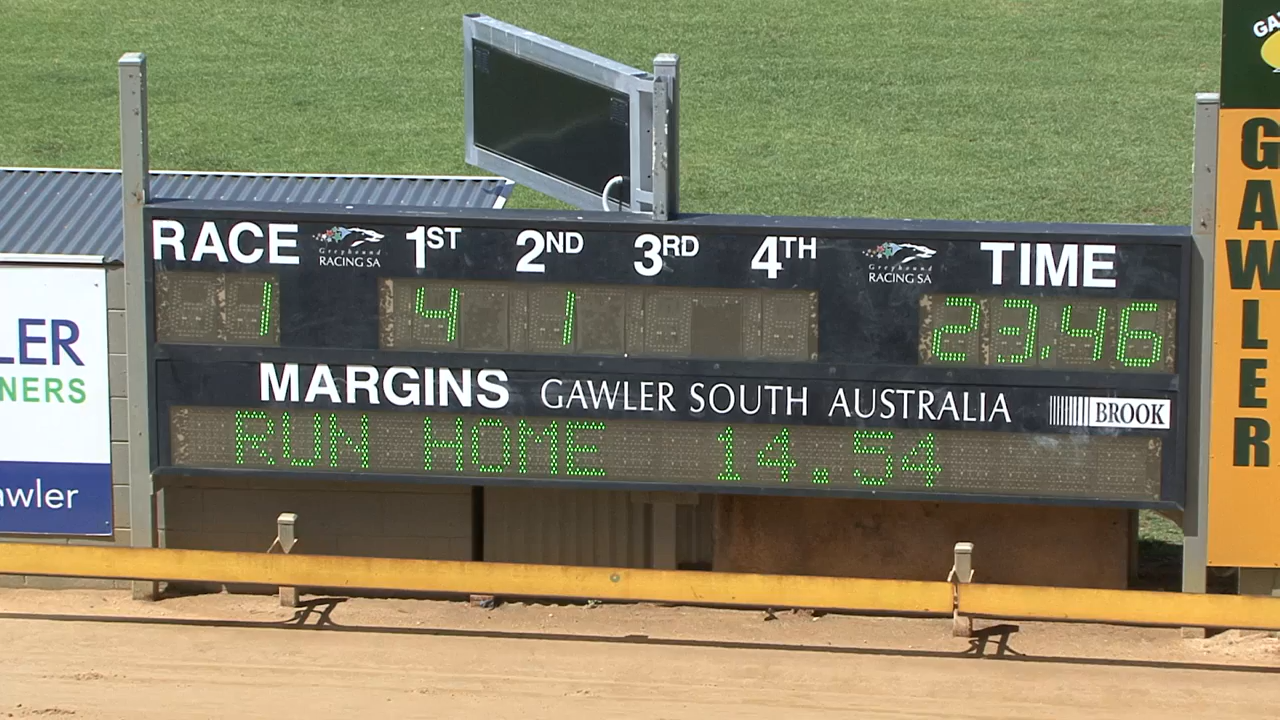 RACE 1ST 2ND 3RD 4TH TIME
Greyhound RACING SA
Greyhound RACING SA
1 4 1 23.46
MARGINS GAWLER SOUTH AUSTRALIA BROOK
RUN HOME 14.54
LER
NERS
awler
GA
GAWLER